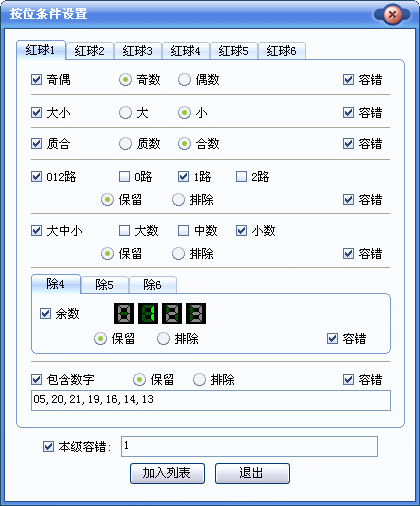 按位条件设置
红球1 红球2 红球3 红球4 红球5 红球6
奇偶 奇数 偶数 容错
大小 大 小 容错
质合 质数 合数 容错
012路 0路 1路 2路
保留 排除 容错
大中小 大数 中数 小数
保留 排除 容错
除4 除5 除6
余数 0 1 2 3
保留 排除 容错
包含数字 保留 排除 容错
05,20,21,19,16,14,13
本级容错: 1
加入列表 退出